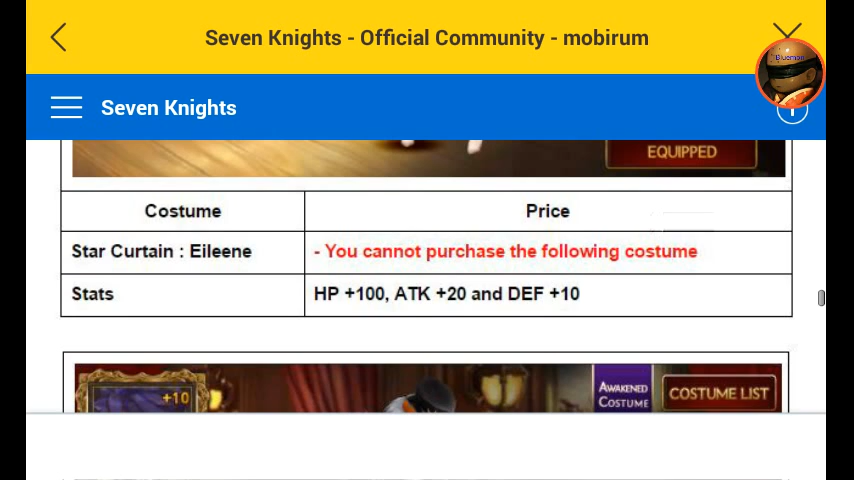 Seven Knights - Official Community - mobirum
Bluemon
Seven Knights
EQUIPPED
Costume Price
Star Curtain : Eileene - You cannot purchase the following costume
Stats HP +100, ATK +20 and DEF +10
+10
AWAKENED
COSTUME
COSTUME LIST